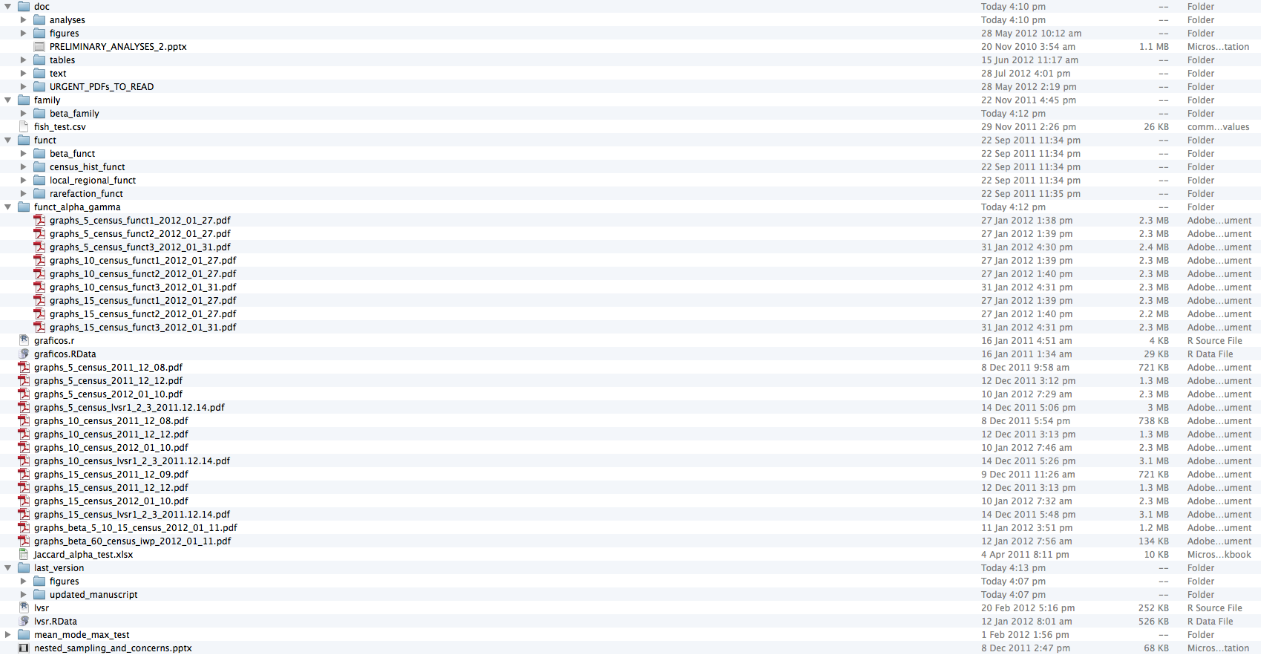 doc Today 4:10 pm -- Folder
analyses Today 4:10 pm -- Folder
figures 28 May 2012 10:12 am -- Folder
PRELIMINARY_ANALYSES_2.pptx 20 Nov 2010 3:54 am 1.1 MB Micros...tation
tables 15 Jun 2012 11:17 am -- Folder
text 28 Jul 2012 4:01 pm -- Folder
URGENT_PDFs_TO_READ 28 May 2012 2:19 pm -- Folder
family 22 Nov 2011 4:45 pm -- Folder
beta_family Today 4:12 pm -- Folder
fish_test.csv 29 Nov 2011 2:26 pm 26 KB comm...values
funct 22 Sep 2011 11:34 pm -- Folder
beta_funct 22 Sep 2011 11:34 pm -- Folder
census_hist_funct 22 Sep 2011 11:34 pm -- Folder
local_regional_funct 22 Sep 2011 11:34 pm -- Folder
rarefaction_funct 22 Sep 2011 11:35 pm -- Folder
funct_alpha_gamma Today 4:12 pm -- Folder
graphs_5_census_funct1_2012_01_27.pdf 27 Jan 2012 1:38 pm 2.3 MB Adobe...ument
graphs_5_census_funct2_2012_01_27.pdf 27 Jan 2012 1:39 pm 2.3 MB Adobe...ument
graphs_5_census_funct3_2012_01_31.pdf 31 Jan 2012 4:30 pm 2.4 MB Adobe...ument
graphs_10_census_funct1_2012_01_27.pdf 27 Jan 2012 1:39 pm 2.3 MB Adobe...ument
graphs_10_census_funct2_2012_01_27.pdf 27 Jan 2012 1:40 pm 2.3 MB Adobe...ument
graphs_10_census_funct3_2012_01_31.pdf 31 Jan 2012 4:31 pm 2.3 MB Adobe...ument
graphs_15_census_funct1_2012_01_27.pdf 27 Jan 2012 1:39 pm 2.3 MB Adobe...ument
graphs_15_census_funct2_2012_01_27.pdf 27 Jan 2012 1:40 pm 2.2 MB Adobe...ument
graphs_15_census_funct3_2012_01_31.pdf 31 Jan 2012 4:31 pm 2.3 MB Adobe...ument
graficos.r 16 Jan 2011 4:51 am 4 KB R Source File
graficos.RData 16 Jan 2011 1:34 am 29 KB R Data File
graphs_5_census_2011_12_08.pdf 8 Dec 2011 9:58 am 721 KB Adobe...ument
graphs_5_census_2011_12_12.pdf 12 Dec 2011 3:12 pm 1.3 MB Adobe...ument
graphs_5_census_2012_01_10.pdf 10 Jan 2012 7:29 am 2.3 MB Adobe...ument
graphs_5_census_lvsr1_2_3_2011.12.14.pdf 14 Dec 2011 5:06 pm 3 MB Adobe...ument
graphs_10_census_2011_12_08.pdf 8 Dec 2011 5:54 pm 738 KB Adobe...ument
graphs_10_census_2011_12_12.pdf 12 Dec 2011 3:13 pm 1.3 MB Adobe...ument
graphs_10_census_2012_01_10.pdf 10 Jan 2012 7:46 am 2.3 MB Adobe...ument
graphs_10_census_lvsr1_2_3_2011.12.14.pdf 14 Dec 2011 5:26 pm 3.1 MB Adobe...ument
graphs_15_census_2011_12_09.pdf 9 Dec 2011 11:26 am 721 KB Adobe...ument
graphs_15_census_2011_12_12.pdf 12 Dec 2011 3:13 pm 1.3 MB Adobe...ument
graphs_15_census_2012_01_10.pdf 10 Jan 2012 7:32 am 2.3 MB Adobe...ument
graphs_15_census_lvsr1_2_3_2011.12.14.pdf 14 Dec 2011 5:48 pm 3.1 MB Adobe...ument
graphs_beta_5_10_15_census_2012_01_11.pdf 11 Jan 2012 3:51 pm 1.2 MB Adobe...ument
graphs_beta_60_census_iwp_2012_01_11.pdf 12 Jan 2012 7:56 am 134 KB Adobe...ument
Jaccard_alpha_test.xlsx 4 Apr 2011 8:11 pm 10 KB Micros...kbook
last_version Today 4:13 pm -- Folder
figures Today 4:07 pm -- Folder
updated_manuscript Today 4:07 pm -- Folder
lvsr 20 Feb 2012 5:16 pm 252 KB R Source File
lvsr.RData 12 Jan 2012 8:01 am 526 KB R Data File
mean_mode_max_test 1 Feb 2012 1:56 pm -- Folder
nested_sampling_and_concerns.pptx 8 Dec 2011 2:47 pm 68 KB Micros...tation